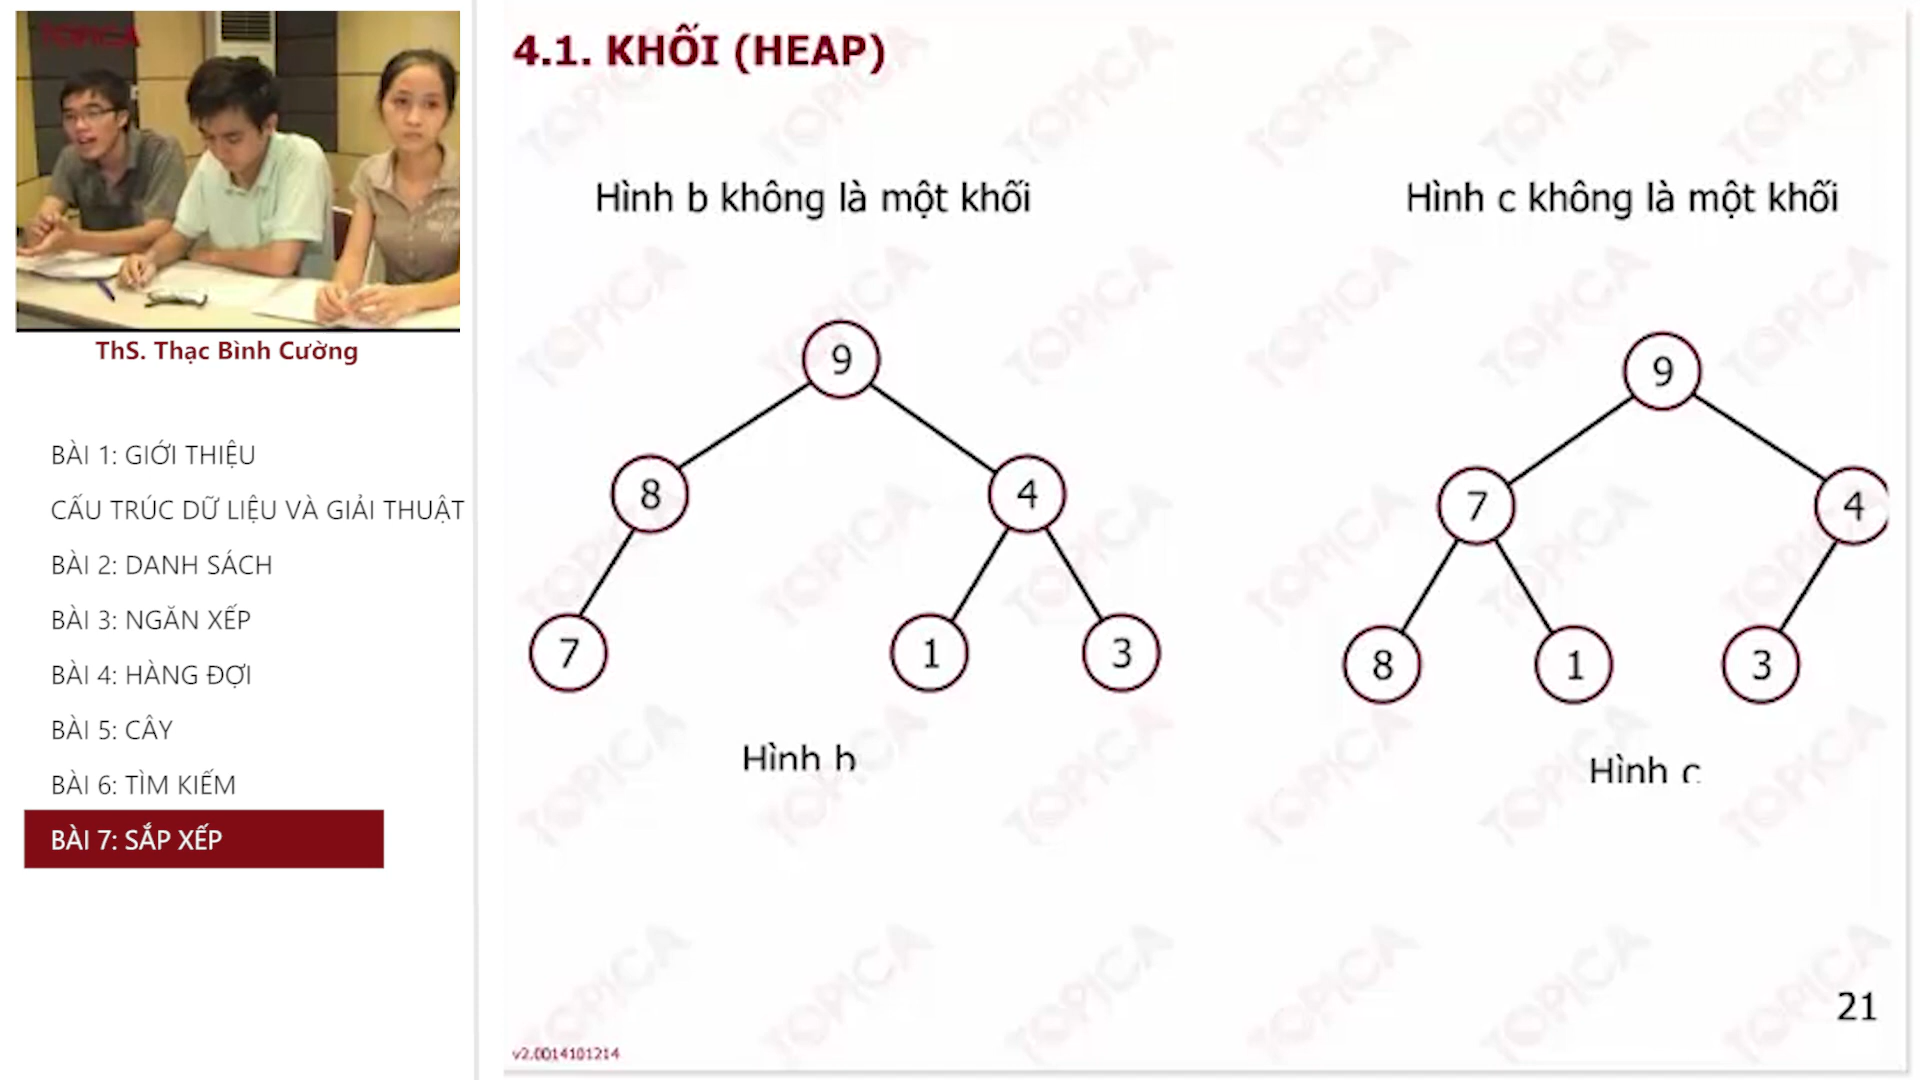 TOPICA
ThS. Thạc Bình Cường
BÀI 1: GIỚI THIỆU
CẤU TRÚC DỮ LIỆU VÀ GIẢI THUẬT
BÀI 2: DANH SÁCH
BÀI 3: NGĂN XẾP
BÀI 4: HÀNG ĐỢI
BÀI 5: CÂY
BÀI 6: TÌM KIẾM
BÀI 7: SẮP XẾP
4.1. KHỐI (HEAP)
Hình b không là một khối
9
8 4
7 1 3
Hình b
Hình c không là một khối
9
7 4
8 1 3
Hình c
21
v2.0014101214